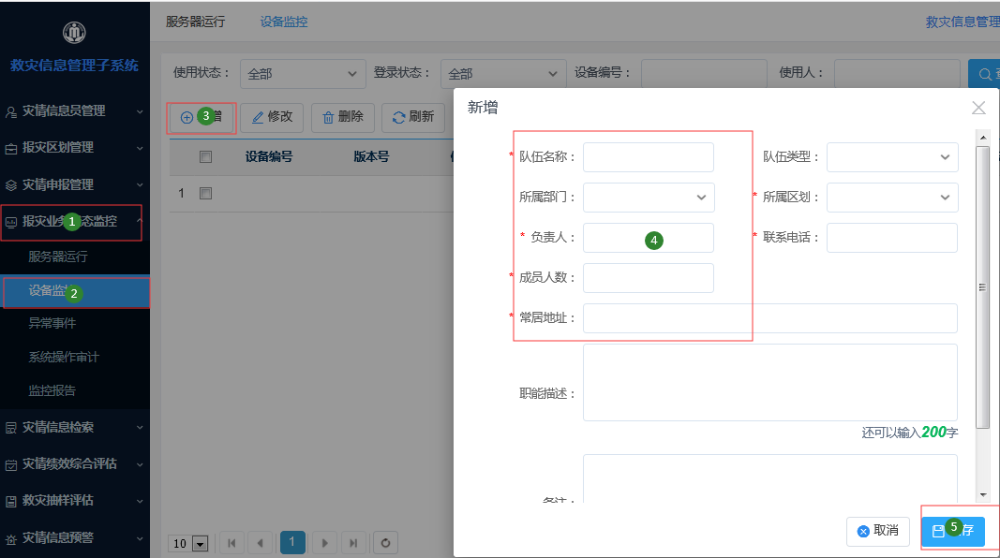 服务器运行 设备监控 救灾信息管理
救灾信息管理子系统
使用状态： 全部 登录状态： 全部 设备编号： 使用人：
3 增 修改 删除 刷新
设备编号 版本号
1
灾情信息员管理
报灾区划管理
灾情申报管理
报灾业务 1 态监控
服务器运行
设备监 2
异常事件
系统操作审计
监控报告
灾情信息检索
灾情绩效综合评估
救灾抽样评估
灾情信息预警
10 1
新增
* 队伍名称： 队伍类型：
所属部门： * 所属区划：
* 负责人： 4 * 联系电话：
* 成员人数：
* 常居地址：
职能描述：
还可以输入200字
备注：
取消 5 存